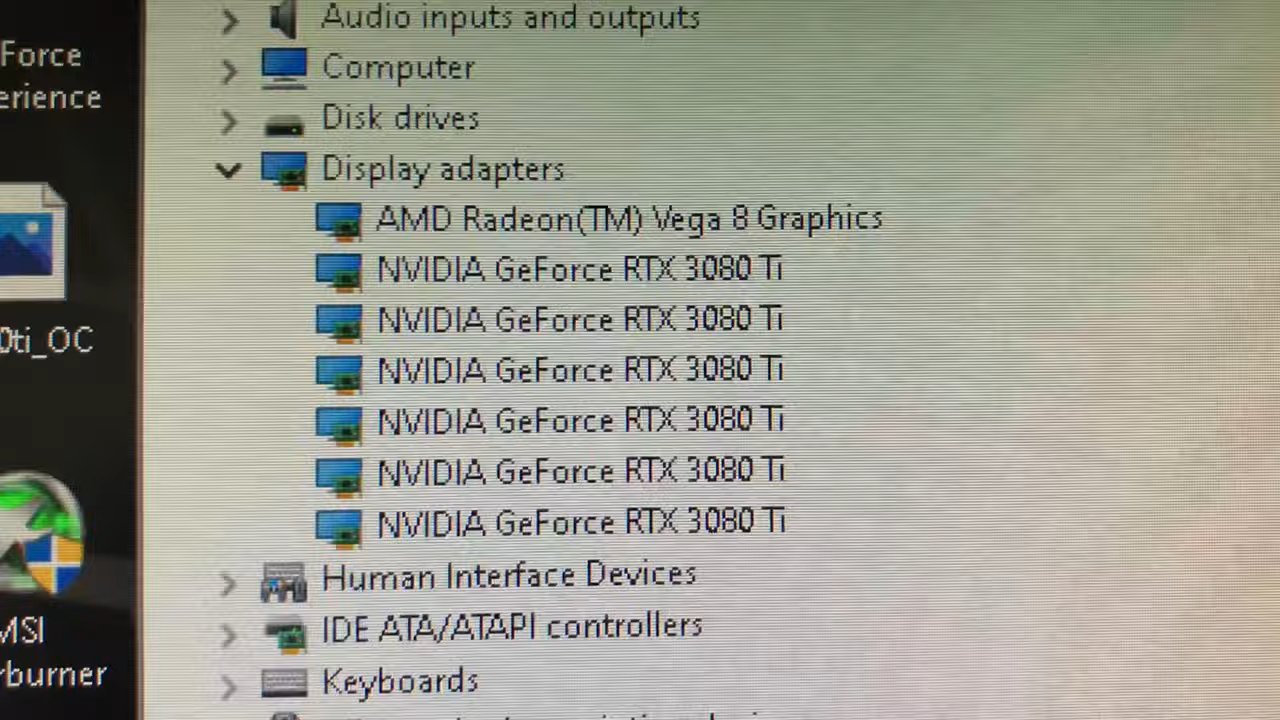 Force
erience
0ti_OC
MSI
rburner
Audio inputs and outputs
Computer
Disk drives
Display adapters
AMD Radeon(TM) Vega 8 Graphics
NVIDIA GeForce RTX 3080 Ti
NVIDIA GeForce RTX 3080 Ti
NVIDIA GeForce RTX 3080 Ti
NVIDIA GeForce RTX 3080 Ti
NVIDIA GeForce RTX 3080 Ti
NVIDIA GeForce RTX 3080 Ti
Human Interface Devices
IDE ATA/ATAPI controllers
Keyboards